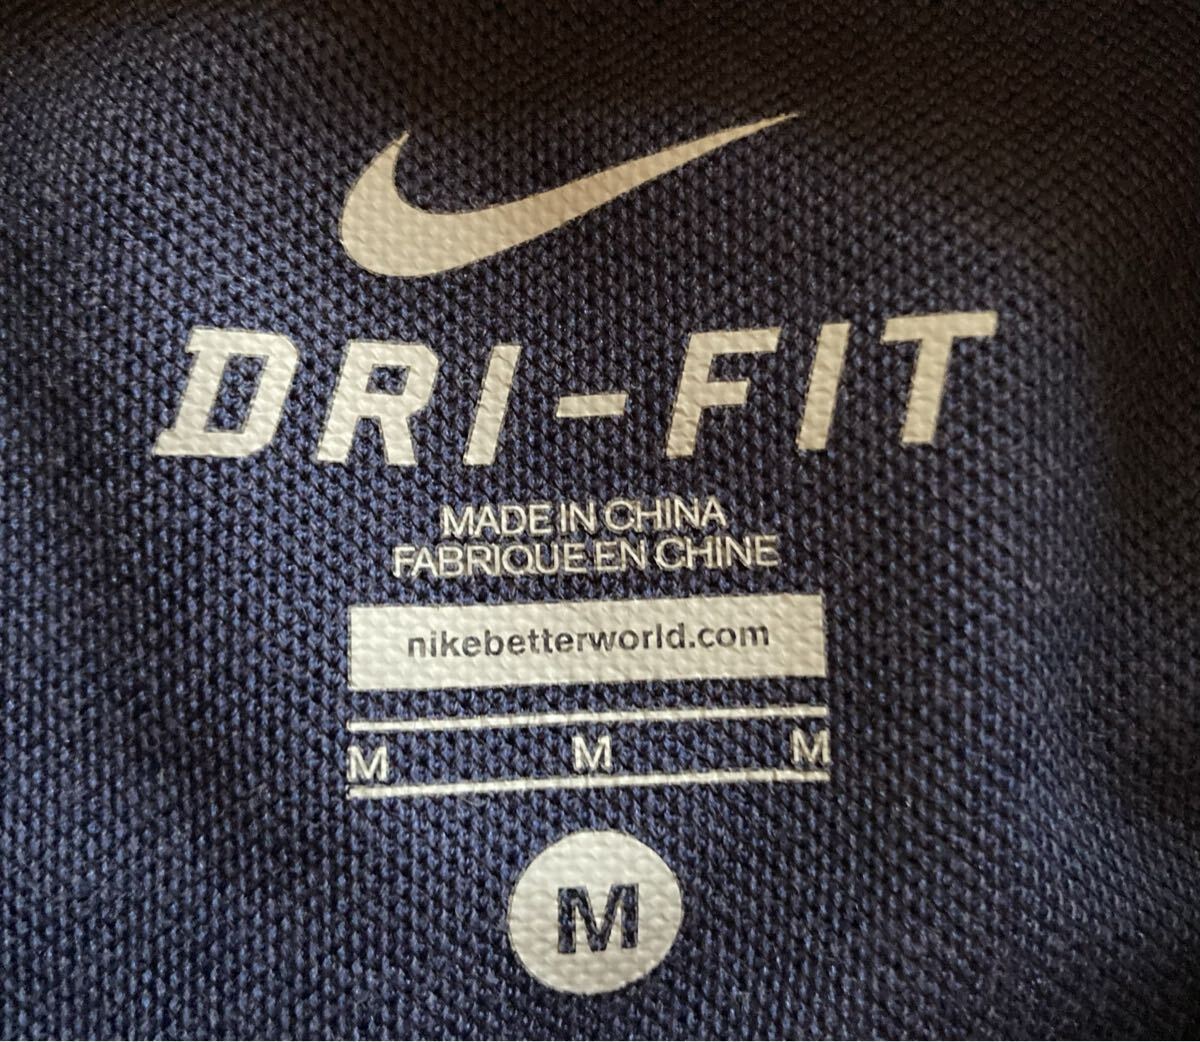 DRI-FIT
MADE IN CHINA
FABRIQUE EN CHINE
nikebetterworld.com
M M M
M